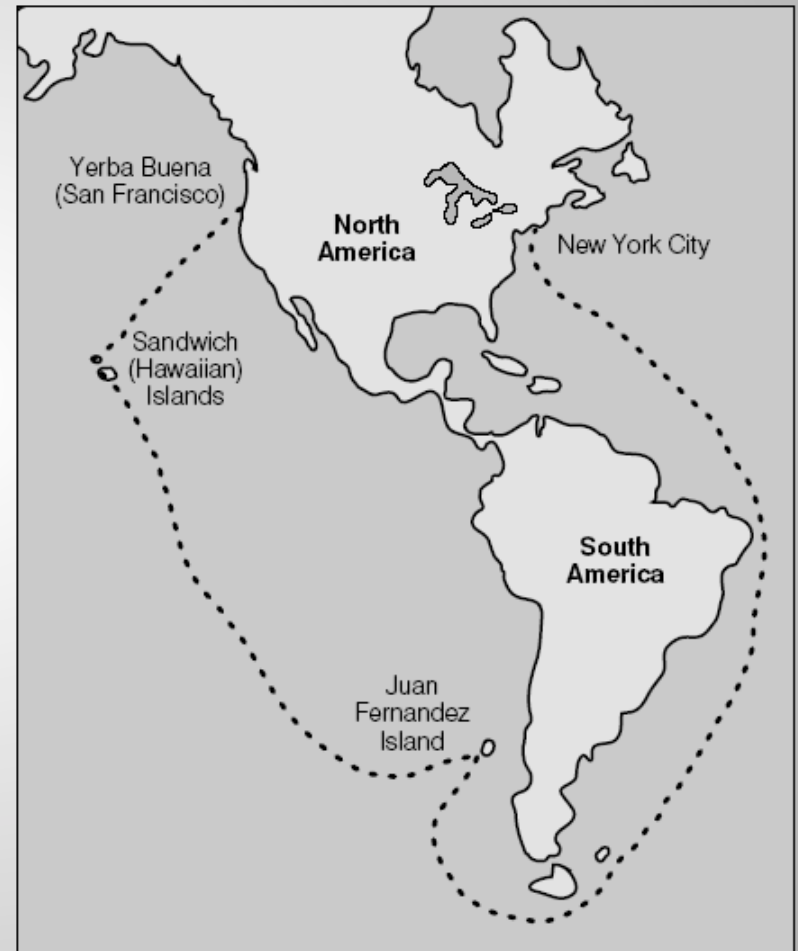 Yerba Buena
(San Francisco)
North
America
New York City
Sandwich
(Hawaiian)
Islands
South
America
Juan
Fernandez
Island